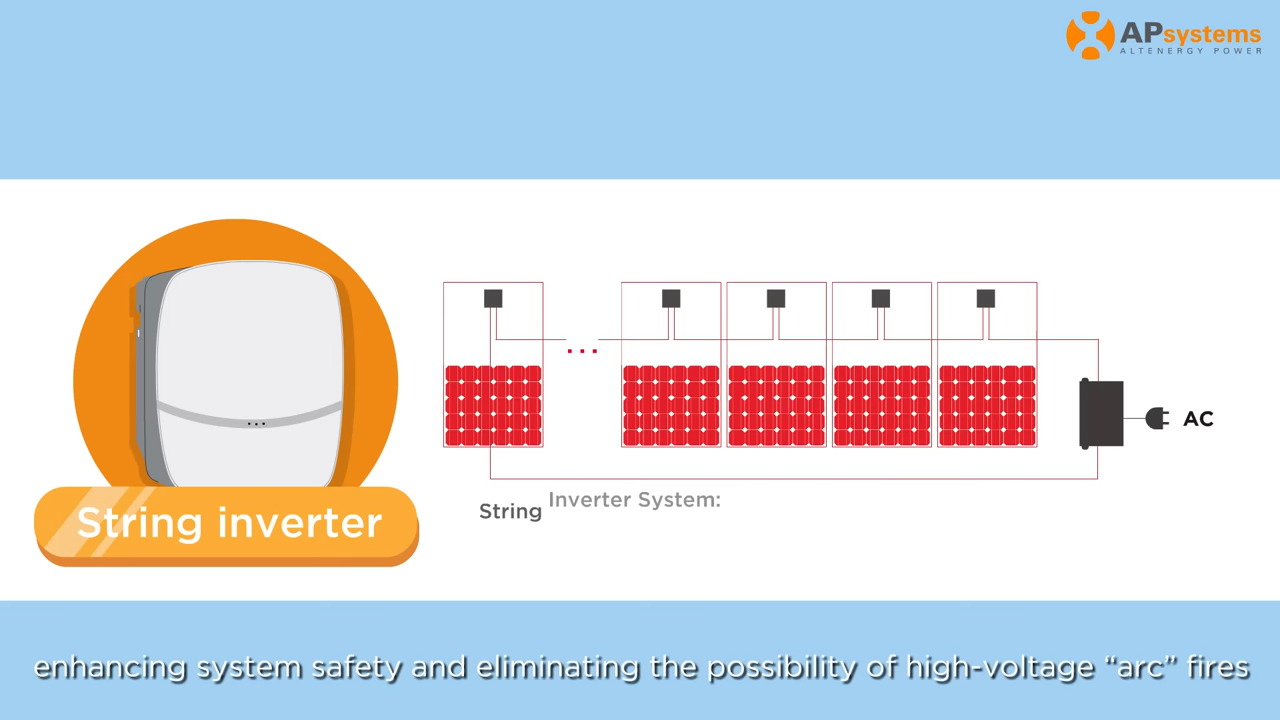 APsystems
ALTENERGY POWER
AC
String Inverter System:
String inverter
enhancing system safety and eliminating the possibility of high-voltage “arc” fires